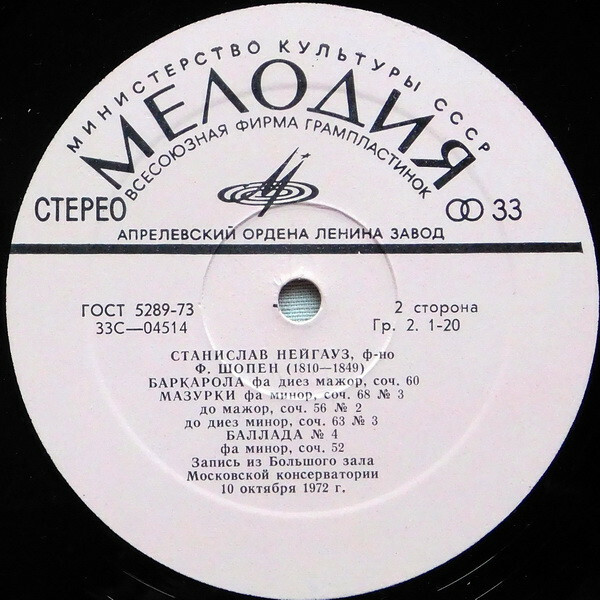 МИНИСТЕРСТВО КУЛЬТУРЫ СССР
МЕЛОДИЯ
ВСЕСОЮЗНАЯ ФИРМА ГРАМПЛАСТИНОК
СТЕРЕО
33
АПРЕЛЕВСКИЙ ОРДЕНА ЛЕНИНА ЗАВОД
ГОСТ 5289-73
2 сторона
33С—04514
Гр. 2. 1-20
СТАНИСЛАВ НЕЙГАУЗ, ф-но
Ф. ШОПЕН (1810—1849)
БАРКАРОЛА фа диез мажор, соч. 60
МАЗУРКИ фа минор, соч. 68 № 3
до мажор, соч. 56 № 2
до диез минор, соч. 63 № 3
БАЛЛАДА № 4
фа минор, соч. 52
Запись из Большого зала
Московской консерватории
10 октября 1972 г.